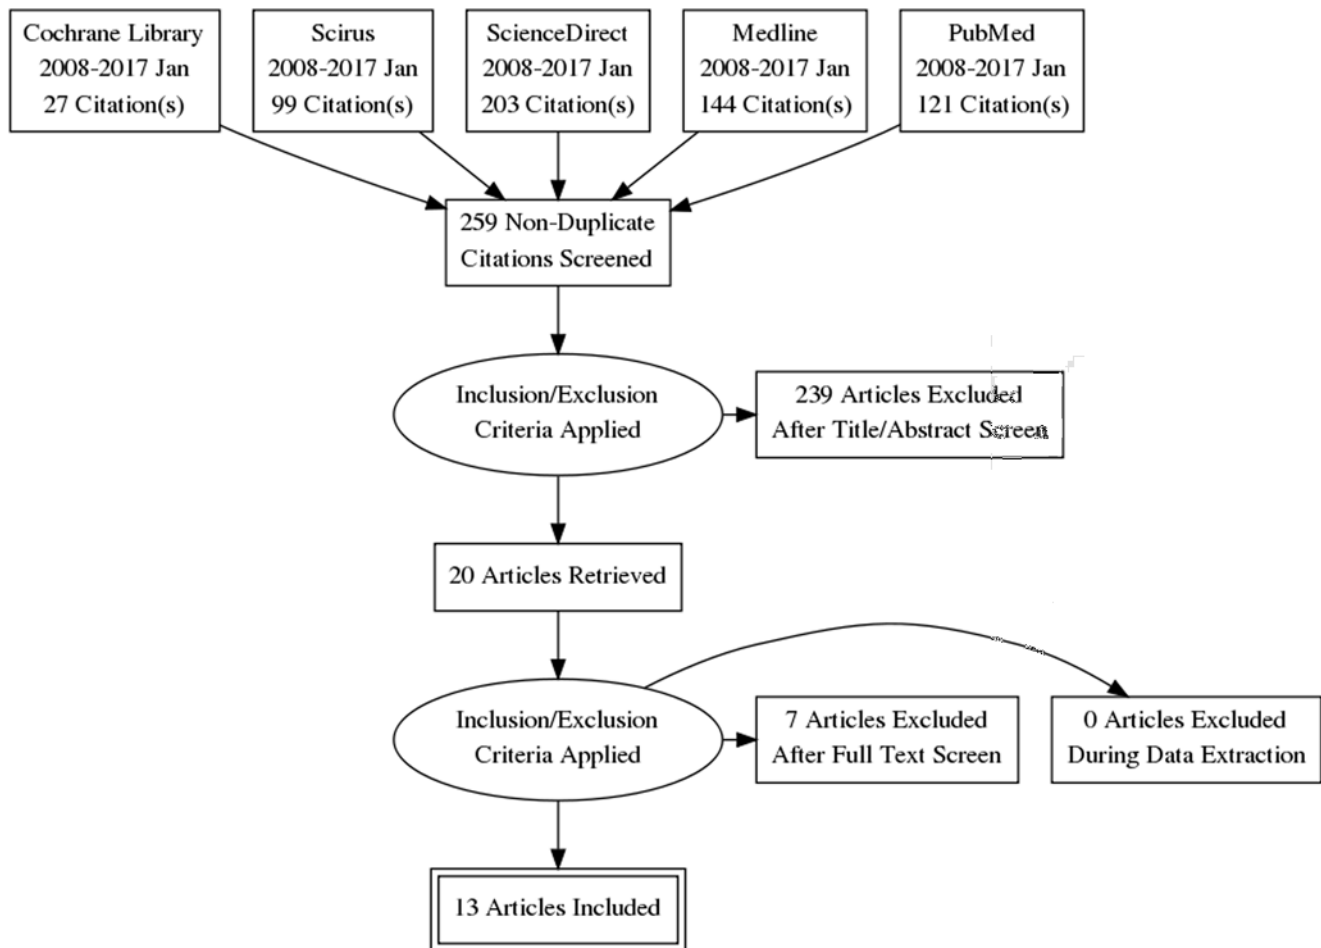 Cochrane Library
2008-2017 Jan
27 Citation(s)
Scirus
2008-2017 Jan
99 Citation(s)
ScienceDirect
2008-2017 Jan
203 Citation(s)
Medline
2008-2017 Jan
144 Citation(s)
PubMed
2008-2017 Jan
121 Citation(s)
259 Non-Duplicate
Citations Screened
Inclusion/Exclusion
Criteria Applied
239 Articles Excluded
After Title/Abstract Screen
20 Articles Retrieved
Inclusion/Exclusion
Criteria Applied
7 Articles Excluded
After Full Text Screen
0 Articles Excluded
During Data Extraction
13 Articles Included